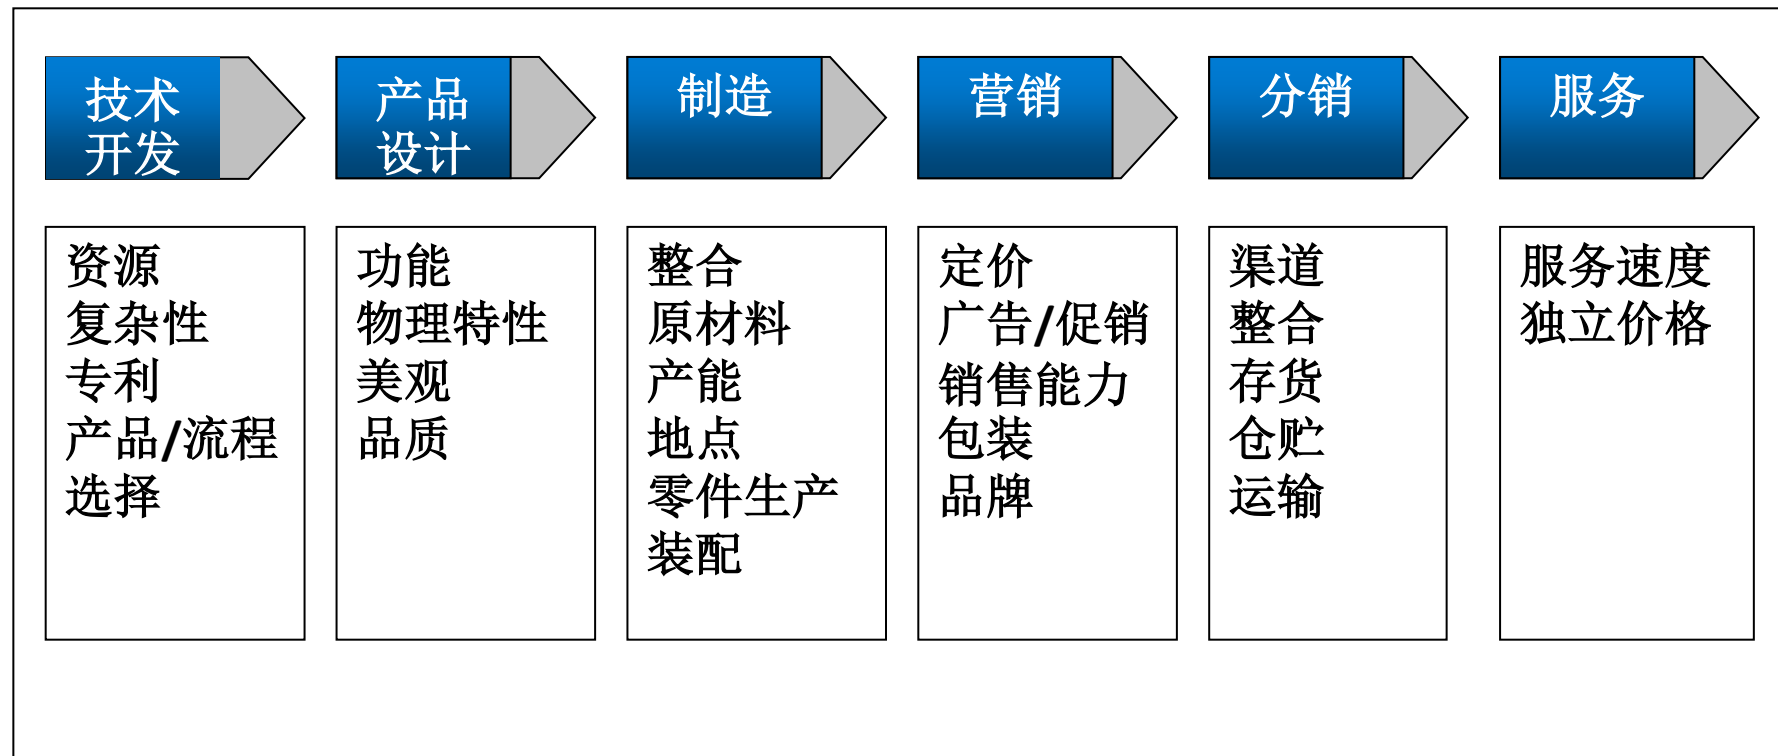 技术
开发
产品
设计
制造
营销
分销
服务
资源
复杂性
专利
产品/流程
选择
功能
物理特性
美观
品质
整合
原材料
产能
地点
零件生产
装配
定价
广告/促销
销售能力
包装
品牌
渠道
整合
存货
仓贮
运输
服务速度
独立价格